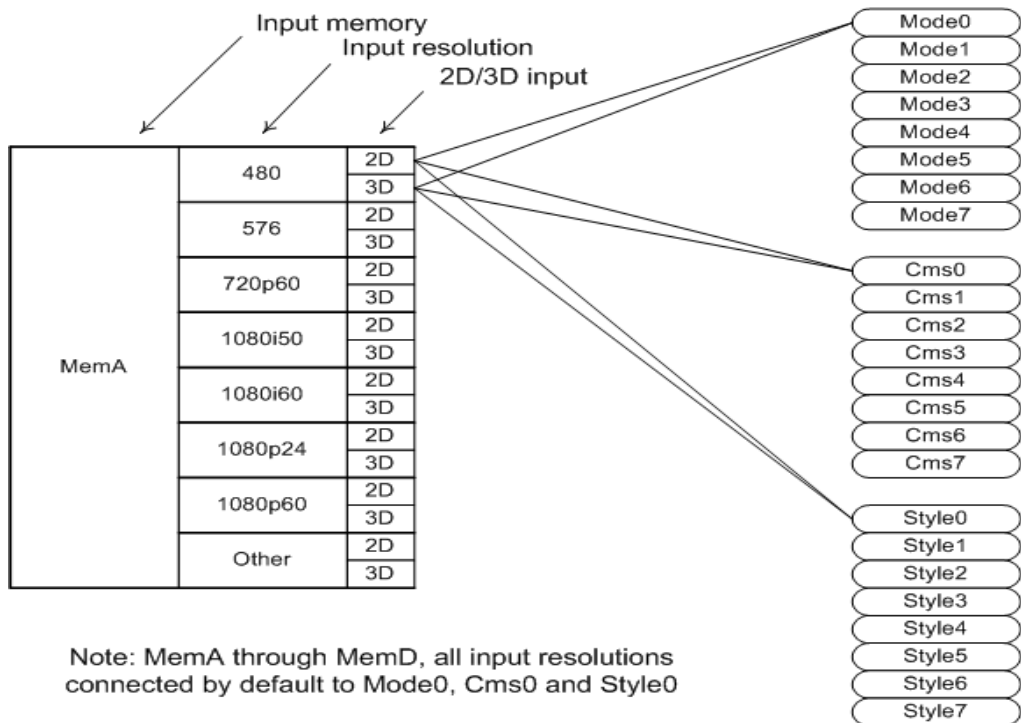 Input memory
Input resolution
2D/3D input
MemA
480
2D
3D
576
2D
3D
720p60
2D
3D
1080i50
2D
3D
1080i60
2D
3D
1080p24
2D
3D
1080p60
2D
3D
Other
2D
3D
Mode0
Mode1
Mode2
Mode3
Mode4
Mode5
Mode6
Mode7
Cms0
Cms1
Cms2
Cms3
Cms4
Cms5
Cms6
Cms7
Style0
Style1
Style2
Style3
Style4
Style5
Style6
Style7
Note: MemA through MemD, all input resolutions
connected by default to Mode0, Cms0 and Style0